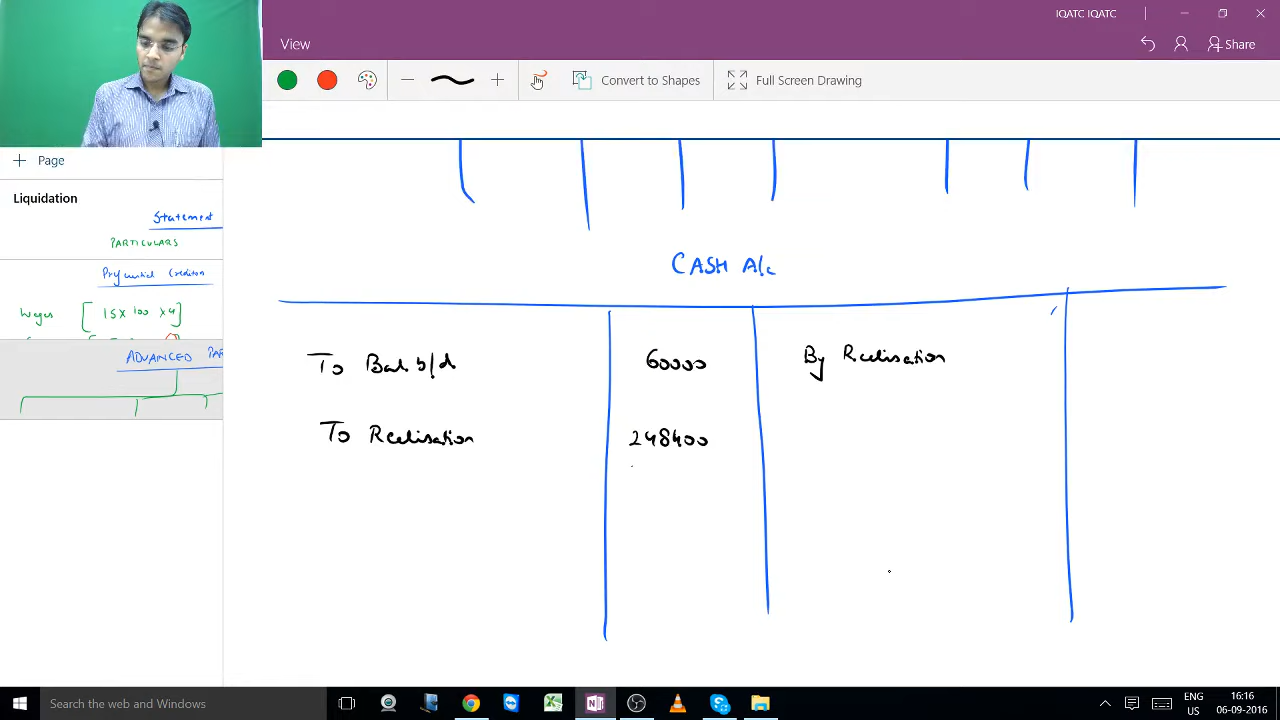 IQATC IQATC
View
Share
Convert to Shapes
Full Screen Drawing
Page
Liquidation
Statement
PARTICULARS
Wages [15 x 100 x 4]
ADVANCED PAR
CASH A/c
To Bal b/d 60000 By Realisation
To Realisation 248400
Search the web and Windows
ENG
US
16:16
06-09-2016